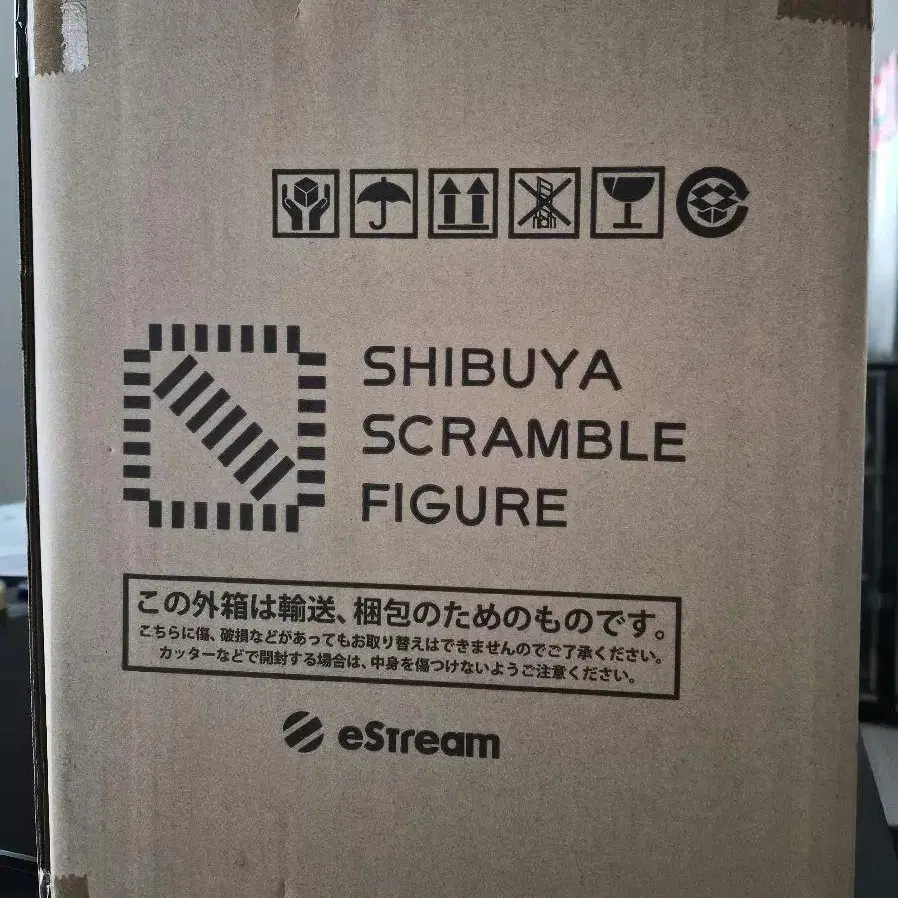 SHIBUYA
SCRAMBLE
FIGURE
この外箱は輸送、梱包のためのものです。
こちらに傷、破損などがあってもお取り替えはできませんのでご了承ください。
カッターなどで開封する場合は、中身を傷つけないようご注意ください。
eStream